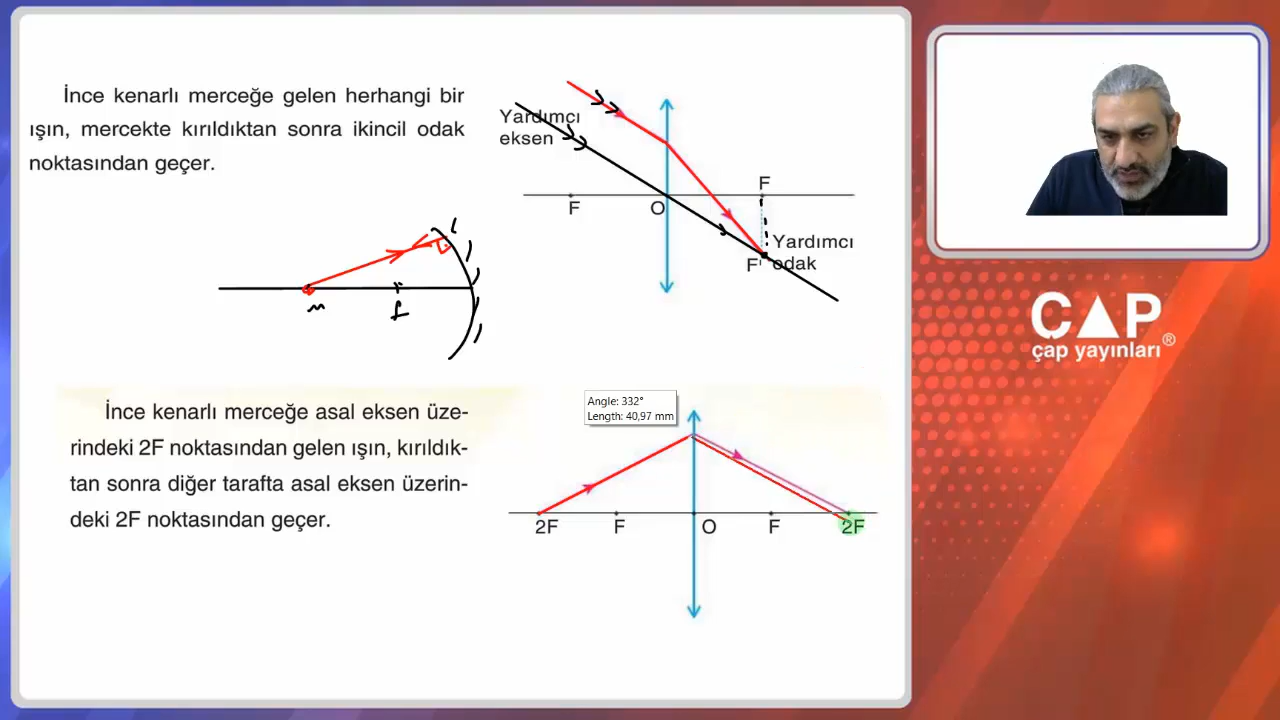 İnce kenarlı merceğe gelen herhangi bir
ışın, mercekte kırıldıktan sonra ikincil odak
noktasından geçer.
Yardımcı
eksen
F
F
O
Yardımcı
odak
F'
M
f
İnce kenarlı merceğe asal eksen üze-
rindeki 2F noktasından gelen ışın, kırıldık-
tan sonra diğer tarafta asal eksen üzerin-
deki 2F noktasından geçer.
Angle: 332°
Length: 40,97 mm
2F
F
O
F
2F
ÇAP
çap yayınları®